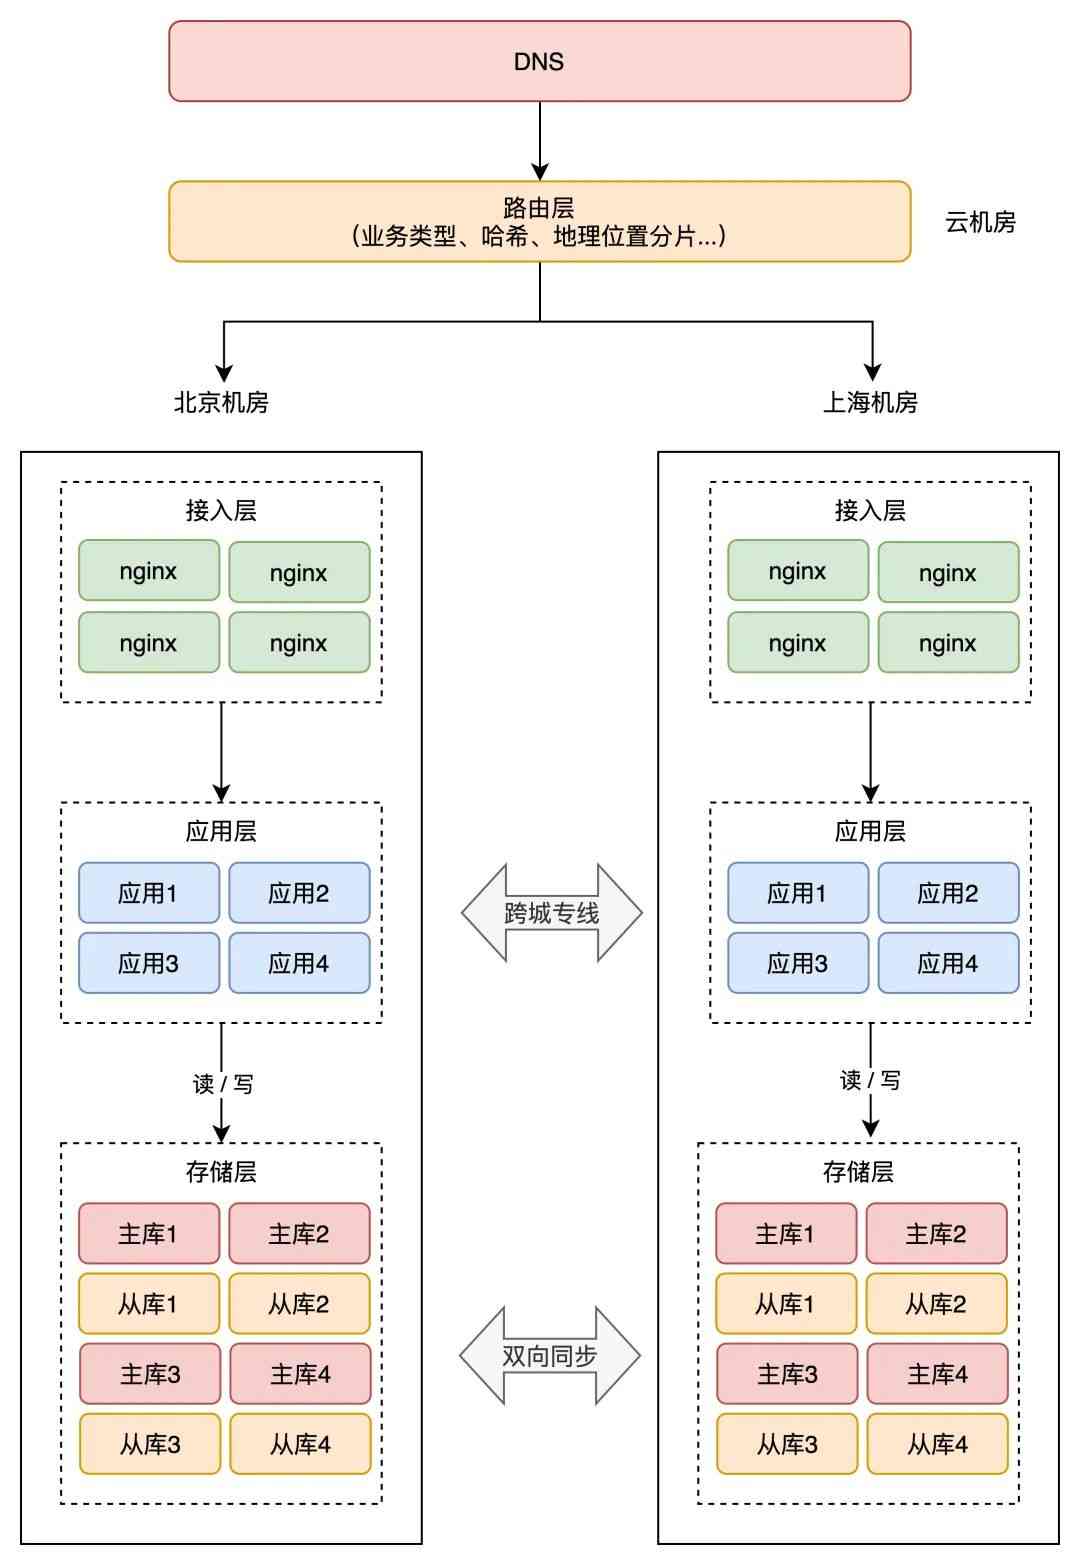 DNS
路由层
(业务类型、哈希、地理位置分片...)
云机房
北京机房
上海机房
接入层
nginx
nginx
nginx
nginx
应用层
应用1
应用2
应用3
应用4
读 / 写
存储层
主库1
主库2
从库1
从库2
主库3
主库4
从库3
从库4
跨城专线
双向同步
接入层
nginx
nginx
nginx
nginx
应用层
应用1
应用2
应用3
应用4
读 / 写
存储层
主库1
主库2
从库1
从库2
主库3
主库4
从库3
从库4